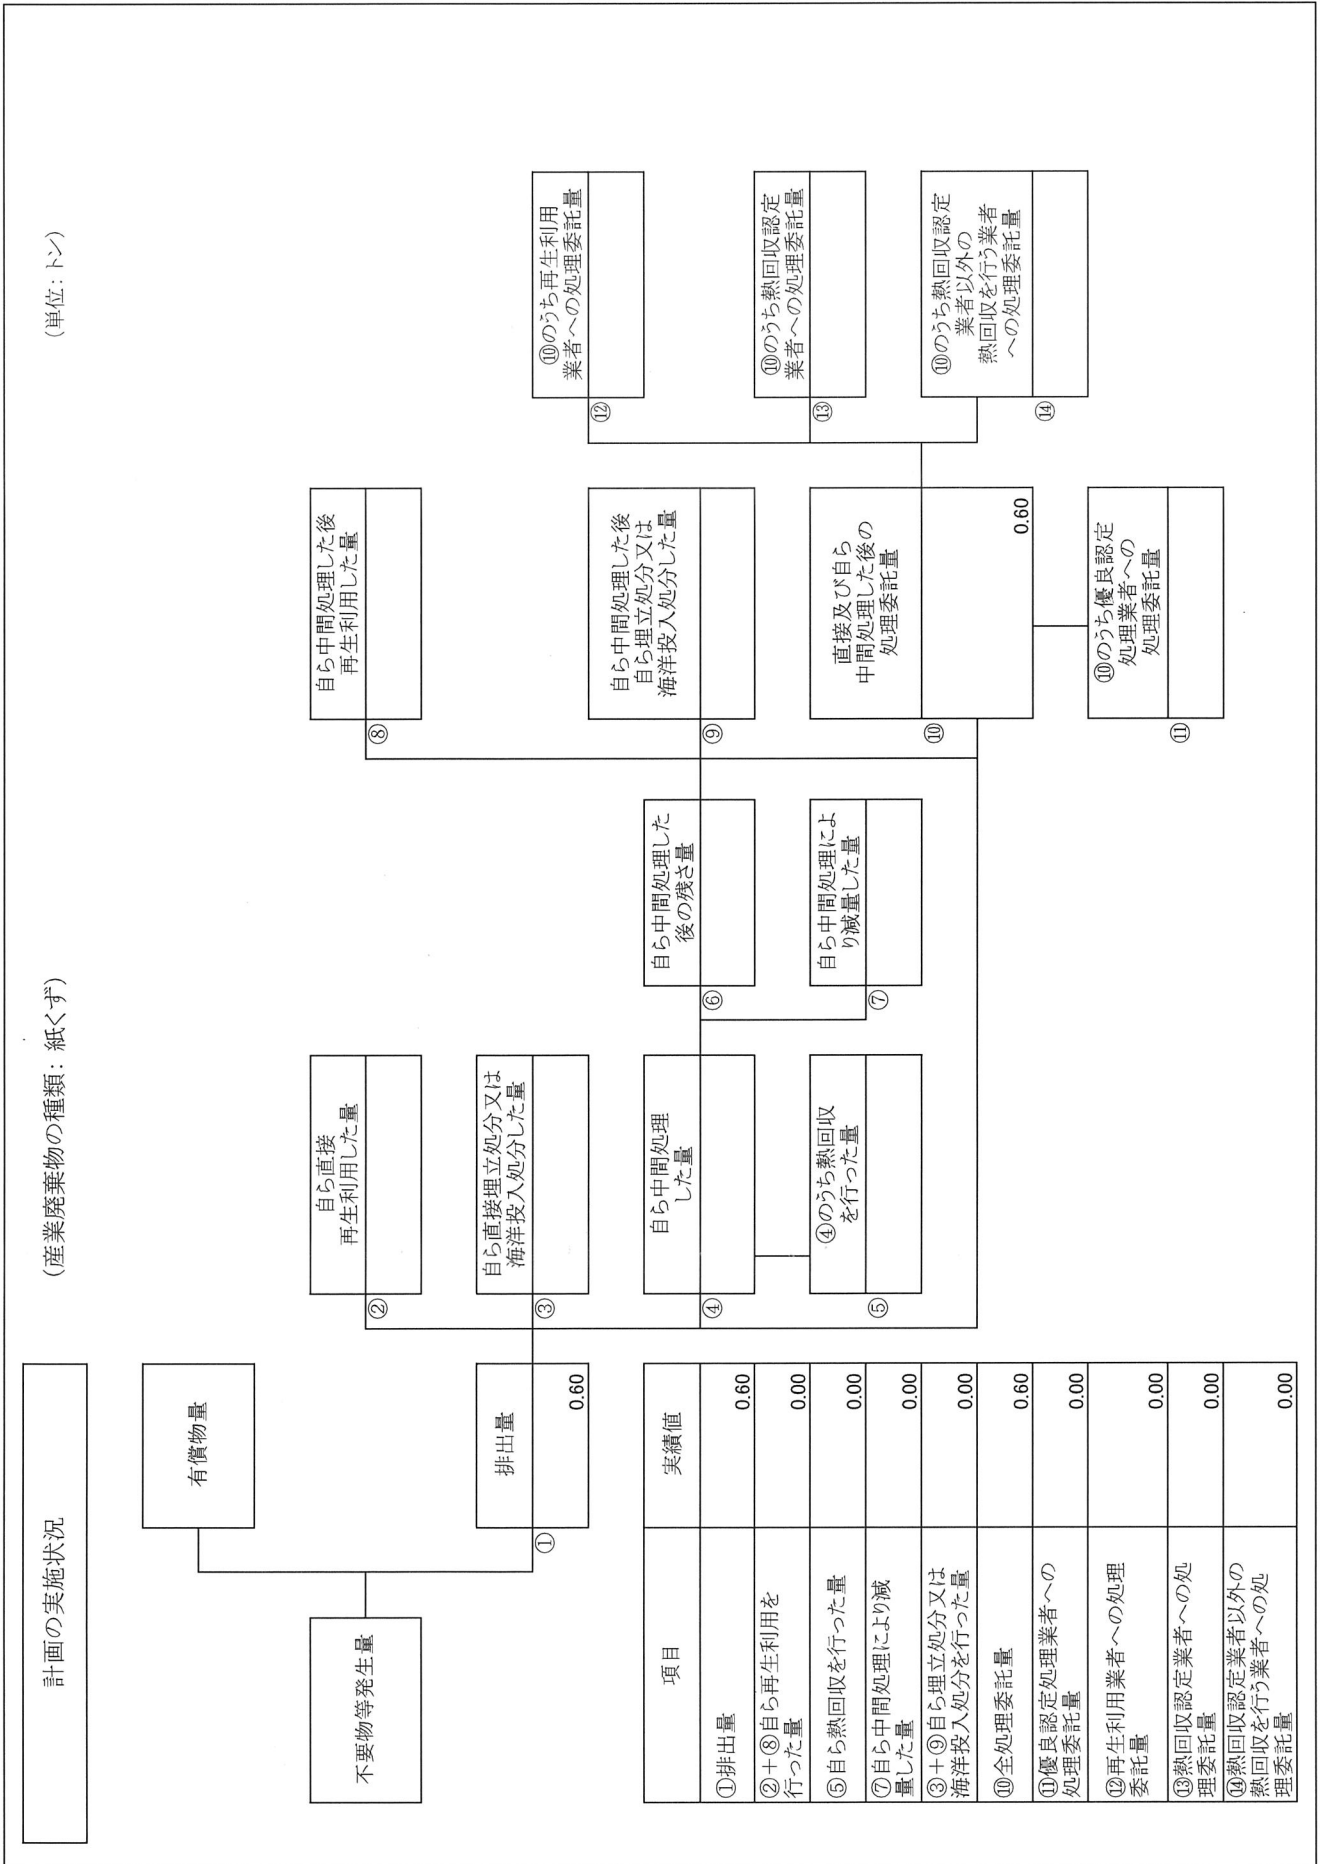 計画の実施状況
(産業廃棄物の種類: 紙くず)
(単位: トン)
不要物等発生量
有償物量
排出量
①
0.60
自ら直接
再生利用した量
②
自ら直接埋立処分又は
海洋投入処分した量
③
自ら中間処理
した量
④
④のうち熱回収
を行った量
⑤
自ら中間処理した
後の残さ量
⑥
自ら中間処理によ
り減量した量
⑦
自ら中間処理した後
再生利用した量
⑧
自ら中間処理した後
自ら埋立処分又は
海洋投入処分した量
⑨
直接及び自ら
中間処理した後の
処理委託量
⑩
0.60
⑩のうち優良認定
処理業者への
処理委託量
⑪
⑩のうち再生利用
業者への処理委託量
⑫
⑩のうち熱回収認定
業者への処理委託量
⑬
⑩のうち熱回収認定
業者以外の
熱回収を行う業者
への処理委託量
⑭
項目 実績値
①排出量 0.60
②+⑧自ら再生利用を
行った量 0.00
⑤自ら熱回収を行った量 0.00
⑦自ら中間処理により減
量した量 0.00
③+⑨自ら埋立処分又は
海洋投入処分を行った量 0.00
⑩全処理委託量 0.60
⑪優良認定処理業者への
処理委託量 0.00
⑫再生利用業者への処理
委託量 0.00
⑬熱回収認定業者への処
理委託量 0.00
⑭熱回収認定業者以外の
熱回収を行う業者への処
理委託量 0.00